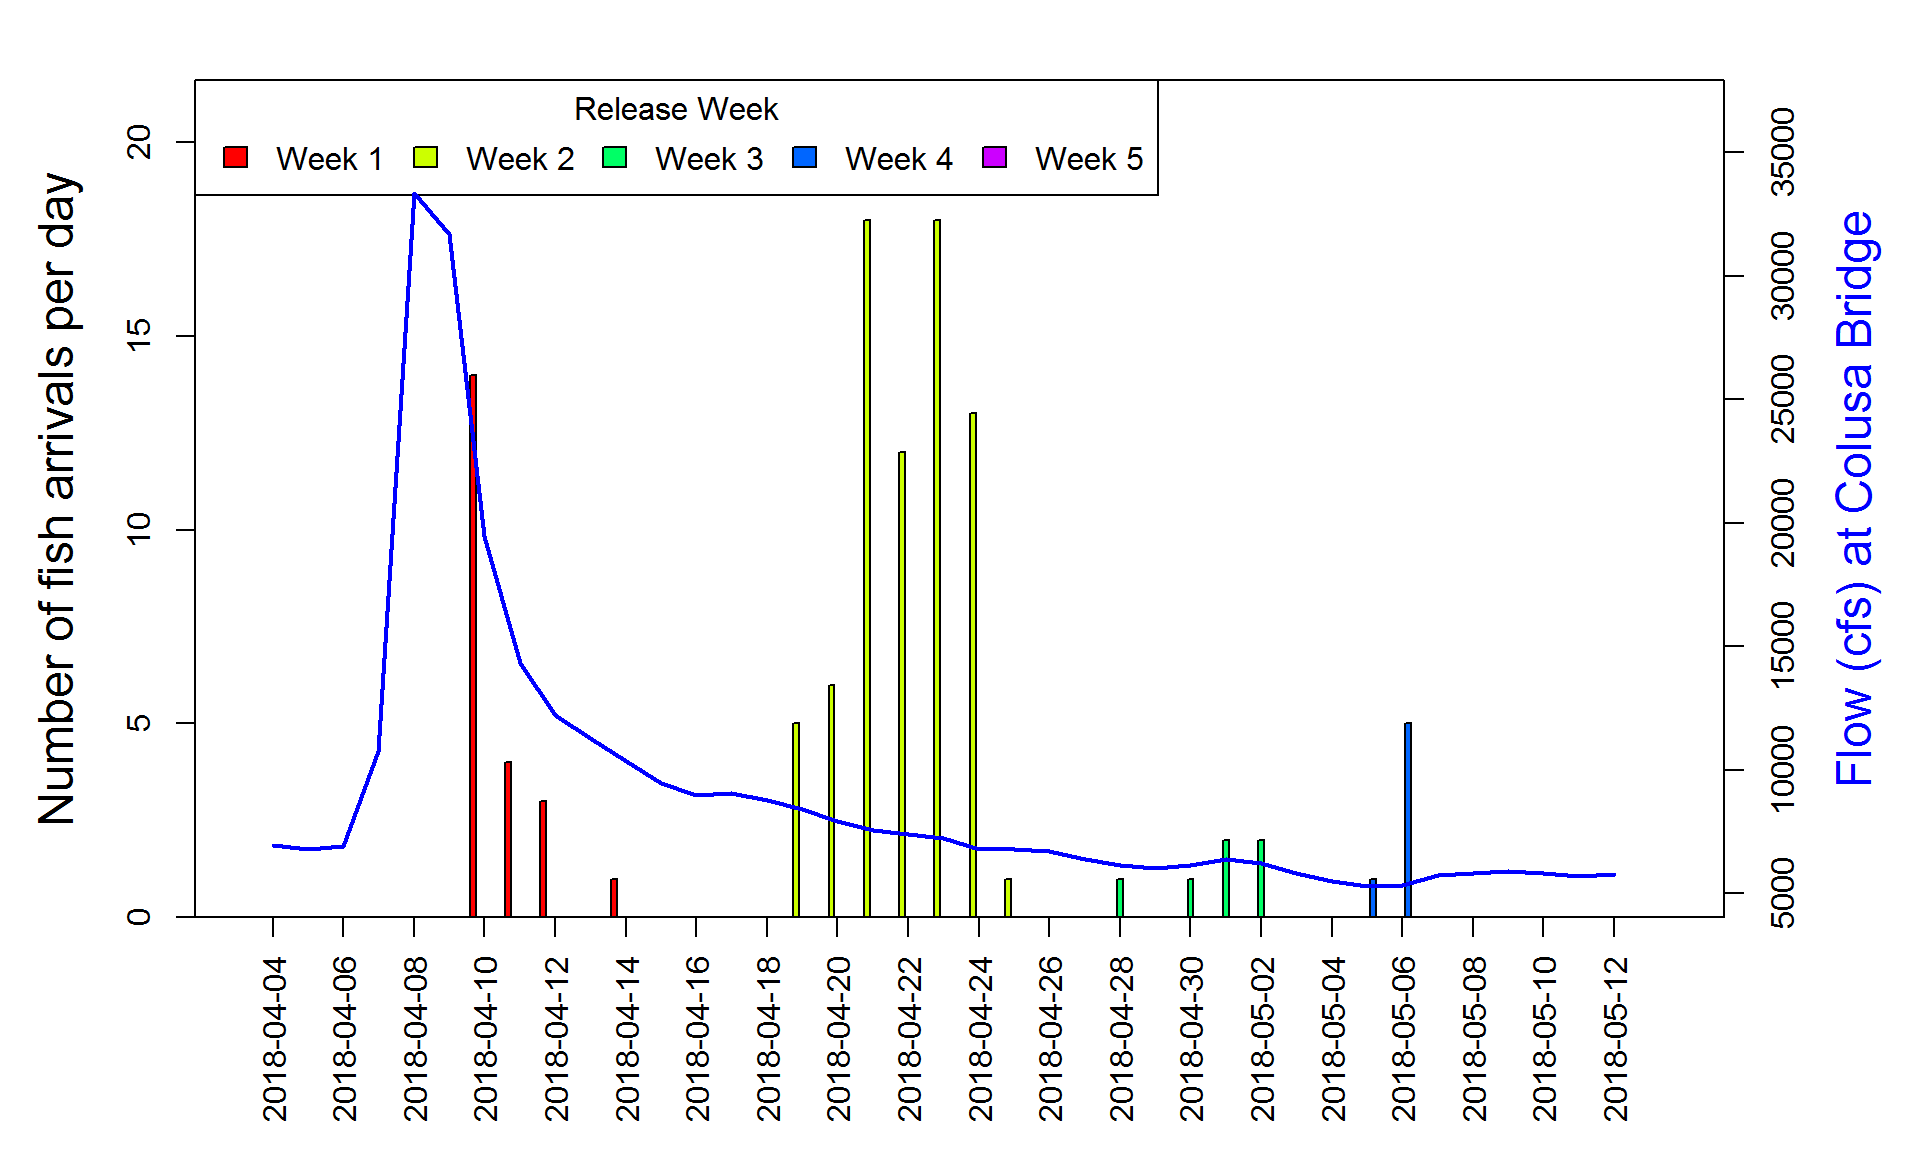 Release Week
Week 1 Week 2 Week 3 Week 4 Week 5
Number of fish arrivals per day
0 5 10 15 20
5000 10000 15000 20000 25000 30000 35000
Flow (cfs) at Colusa Bridge
2018-04-04 2018-04-06 2018-04-08 2018-04-10 2018-04-12 2018-04-14 2018-04-16 2018-04-18 2018-04-20 2018-04-22 2018-04-24 2018-04-26 2018-04-28 2018-04-30 2018-05-02 2018-05-04 2018-05-06 2018-05-08 2018-05-10 2018-05-12